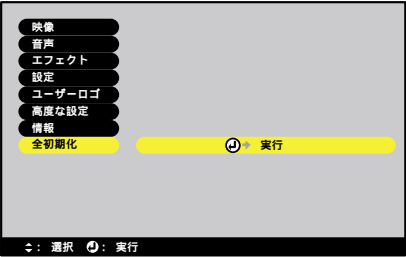 映像
音声
エフェクト
設定
ユーザーロゴ
高度な設定
情報
全初期化 実行
: 選択 : 実行